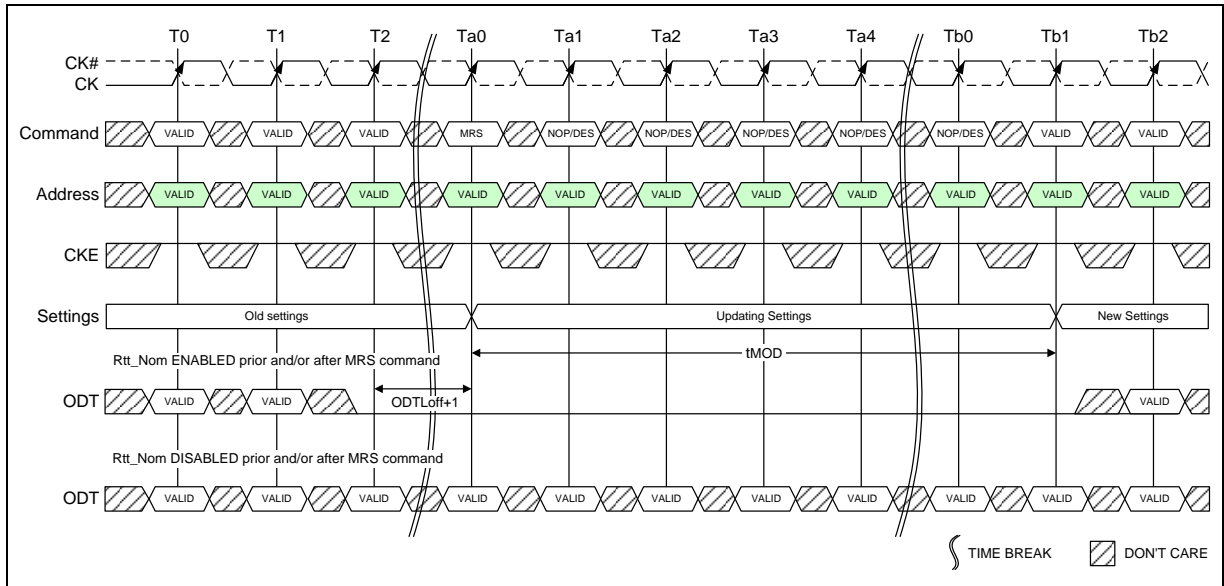 T0 T1 T2 Ta0 Ta1 Ta2 Ta3 Ta4 Tb0 Tb1 Tb2
CK#
CK
Command VALID VALID VALID MRS NOP/DES NOP/DES NOP/DES NOP/DES NOP/DES VALID VALID
Address VALID VALID VALID VALID VALID VALID VALID VALID VALID VALID VALID
CKE
Settings Old settings Updating Settings New Settings
Rtt_Nom ENABLED prior and/or after MRS command tMOD
ODT VALID VALID ODTLoff+1 VALID
Rtt_Nom DISABLED prior and/or after MRS command
ODT VALID VALID VALID VALID VALID VALID VALID VALID VALID VALID VALID
TIME BREAK DON'T CARE